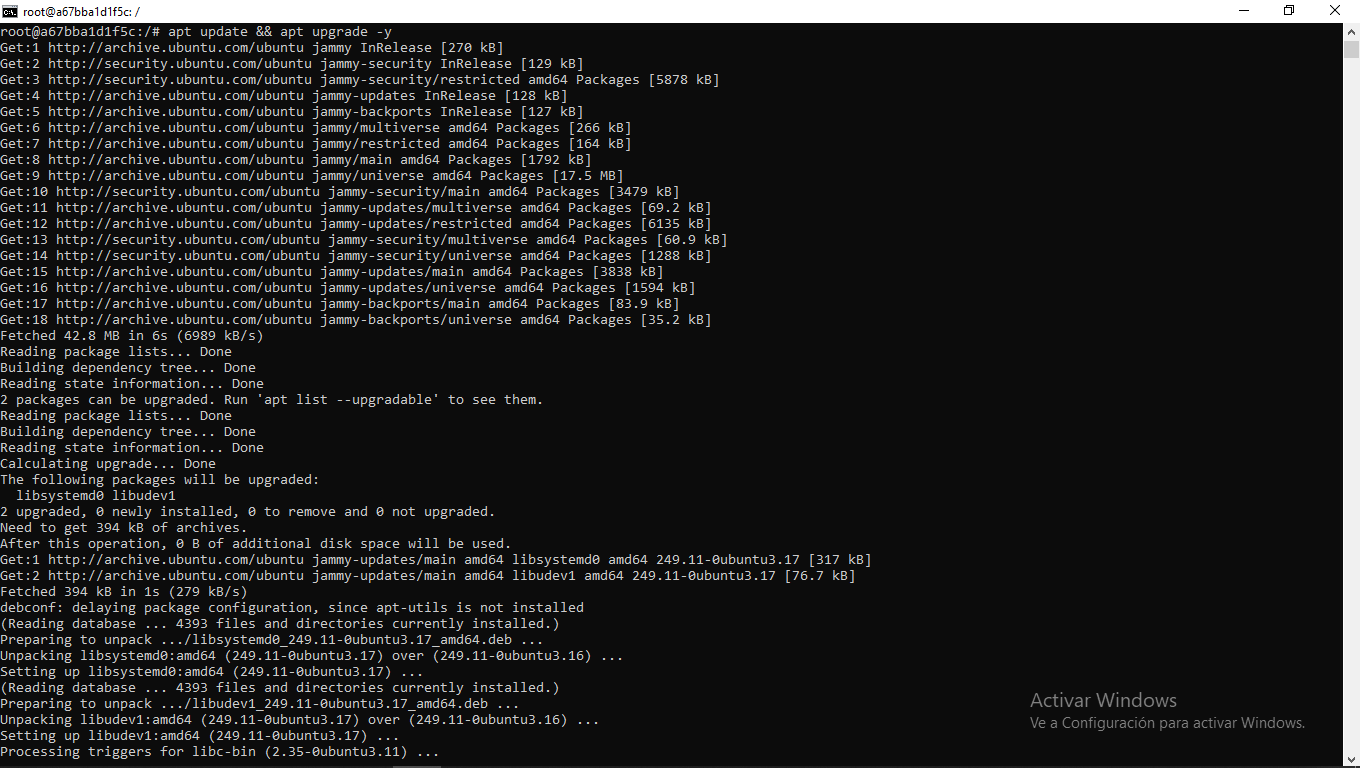 root@a67bba1d1f5c: /
root@a67bba1d1f5c:/# apt update && apt upgrade -y
Get:1 http://archive.ubuntu.com/ubuntu jammy InRelease [270 kB]
Get:2 http://security.ubuntu.com/ubuntu jammy-security InRelease [129 kB]
Get:3 http://security.ubuntu.com/ubuntu jammy-security/restricted amd64 Packages [5878 kB]
Get:4 http://archive.ubuntu.com/ubuntu jammy-updates InRelease [128 kB]
Get:5 http://archive.ubuntu.com/ubuntu jammy-backports InRelease [127 kB]
Get:6 http://archive.ubuntu.com/ubuntu jammy/multiverse amd64 Packages [266 kB]
Get:7 http://archive.ubuntu.com/ubuntu jammy/restricted amd64 Packages [164 kB]
Get:8 http://archive.ubuntu.com/ubuntu jammy/main amd64 Packages [1792 kB]
Get:9 http://archive.ubuntu.com/ubuntu jammy/universe amd64 Packages [17.5 MB]
Get:10 http://security.ubuntu.com/ubuntu jammy-security/main amd64 Packages [3479 kB]
Get:11 http://archive.ubuntu.com/ubuntu jammy-updates/multiverse amd64 Packages [69.2 kB]
Get:12 http://archive.ubuntu.com/ubuntu jammy-updates/restricted amd64 Packages [6135 kB]
Get:13 http://security.ubuntu.com/ubuntu jammy-security/multiverse amd64 Packages [60.9 kB]
Get:14 http://security.ubuntu.com/ubuntu jammy-security/universe amd64 Packages [1288 kB]
Get:15 http://archive.ubuntu.com/ubuntu jammy-updates/main amd64 Packages [3838 kB]
Get:16 http://archive.ubuntu.com/ubuntu jammy-updates/universe amd64 Packages [1594 kB]
Get:17 http://archive.ubuntu.com/ubuntu jammy-backports/main amd64 Packages [83.9 kB]
Get:18 http://archive.ubuntu.com/ubuntu jammy-backports/universe amd64 Packages [35.2 kB]
Fetched 42.8 MB in 6s (6989 kB/s)
Reading package lists... Done
Building dependency tree... Done
Reading state information... Done
2 packages can be upgraded. Run 'apt list --upgradable' to see them.
Reading package lists... Done
Building dependency tree... Done
Reading state information... Done
Calculating upgrade... Done
The following packages will be upgraded:
  libsystemd0 libudev1
2 upgraded, 0 newly installed, 0 to remove and 0 not upgraded.
Need to get 394 kB of archives.
After this operation, 0 B of additional disk space will be used.
Get:1 http://archive.ubuntu.com/ubuntu jammy-updates/main amd64 libsystemd0 amd64 249.11-0ubuntu3.17 [317 kB]
Get:2 http://archive.ubuntu.com/ubuntu jammy-updates/main amd64 libudev1 amd64 249.11-0ubuntu3.17 [76.7 kB]
Fetched 394 kB in 1s (279 kB/s)
debconf: delaying package configuration, since apt-utils is not installed
(Reading database ... 4393 files and directories currently installed.)
Preparing to unpack .../libsystemd0_249.11-0ubuntu3.17_amd64.deb ...
Unpacking libsystemd0:amd64 (249.11-0ubuntu3.17) over (249.11-0ubuntu3.16) ...
Setting up libsystemd0:amd64 (249.11-0ubuntu3.17) ...
(Reading database ... 4393 files and directories currently installed.)
Preparing to unpack .../libudev1_249.11-0ubuntu3.17_amd64.deb ...
Unpacking libudev1:amd64 (249.11-0ubuntu3.17) over (249.11-0ubuntu3.16) ...
Setting up libudev1:amd64 (249.11-0ubuntu3.17) ...
Processing triggers for libc-bin (2.35-0ubuntu3.11) ...
Activar Windows
Ve a Configuración para activar Windows.